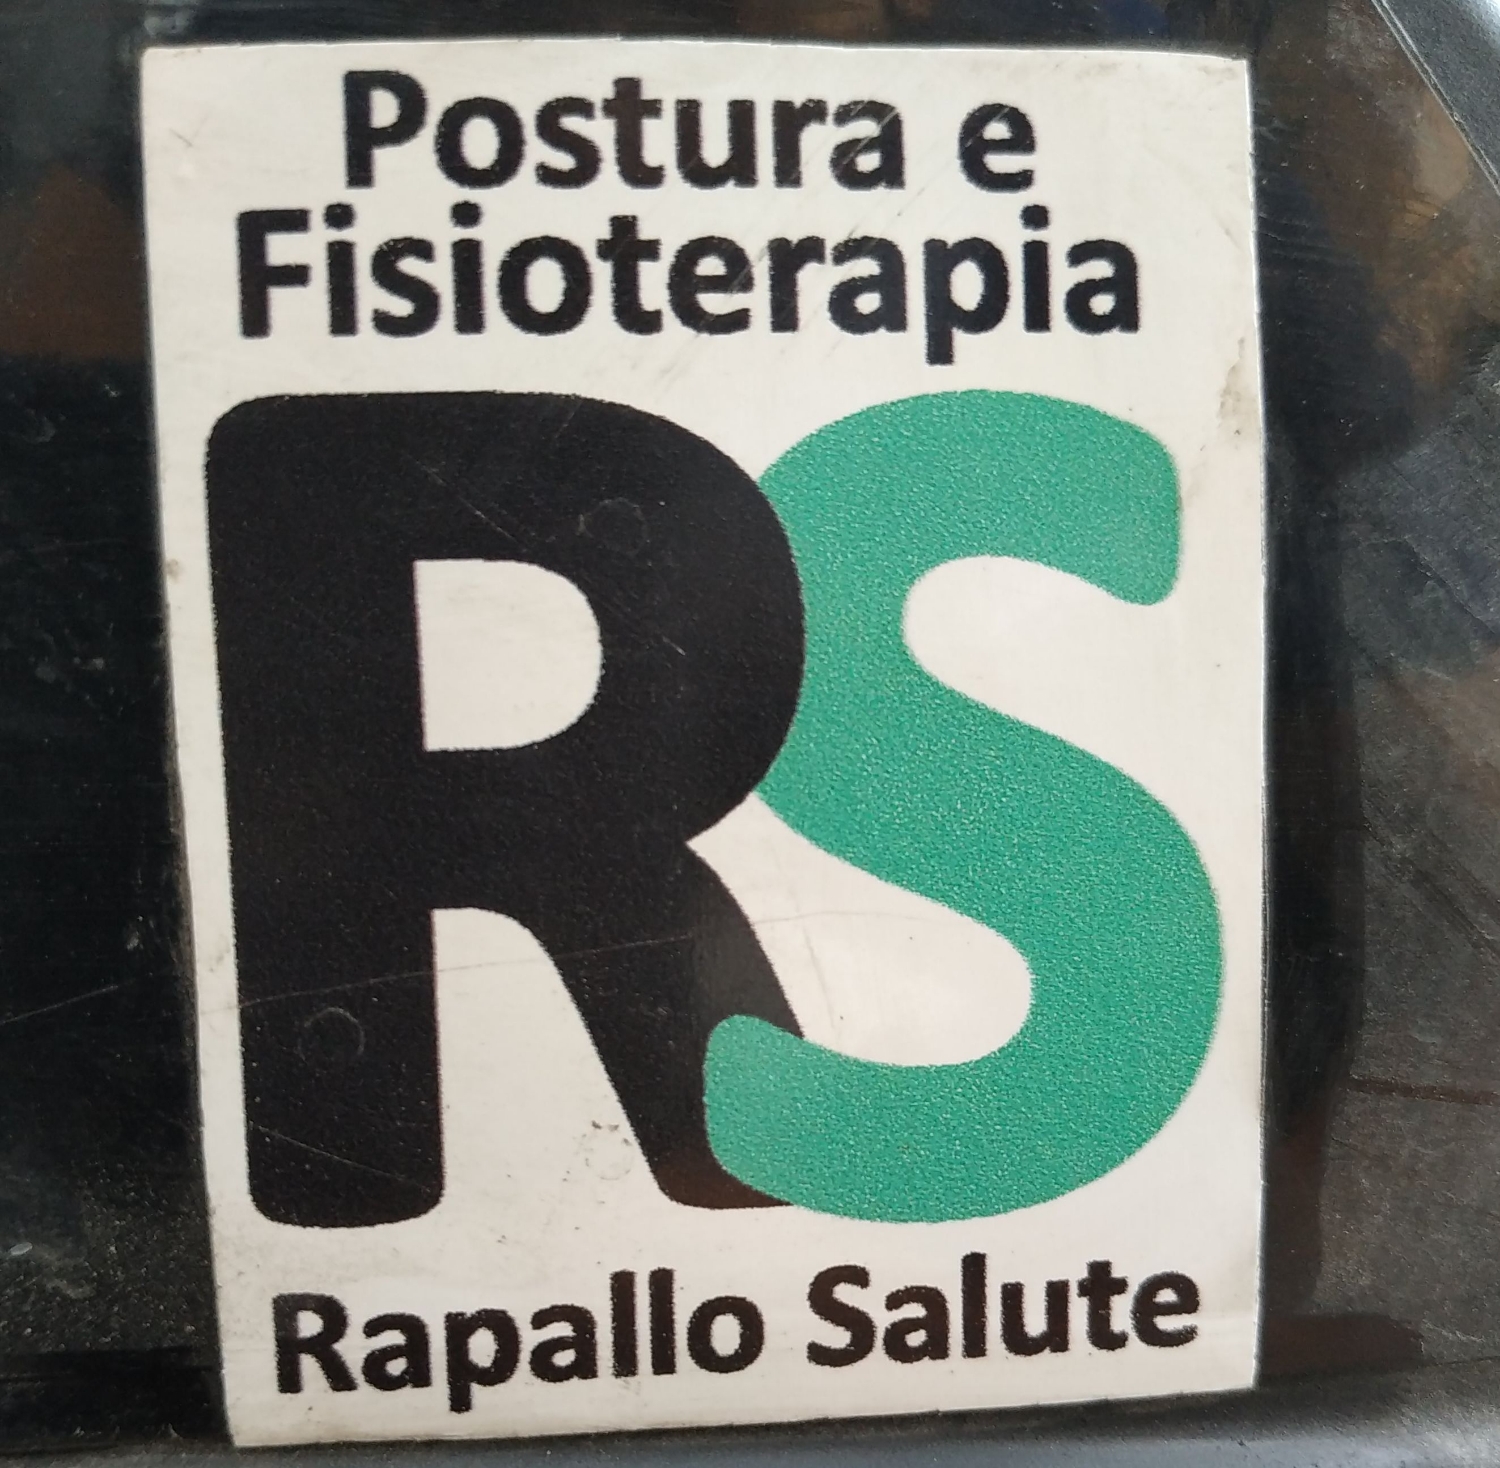 Postura e
Fisioterapia
RS
Rapallo Salute